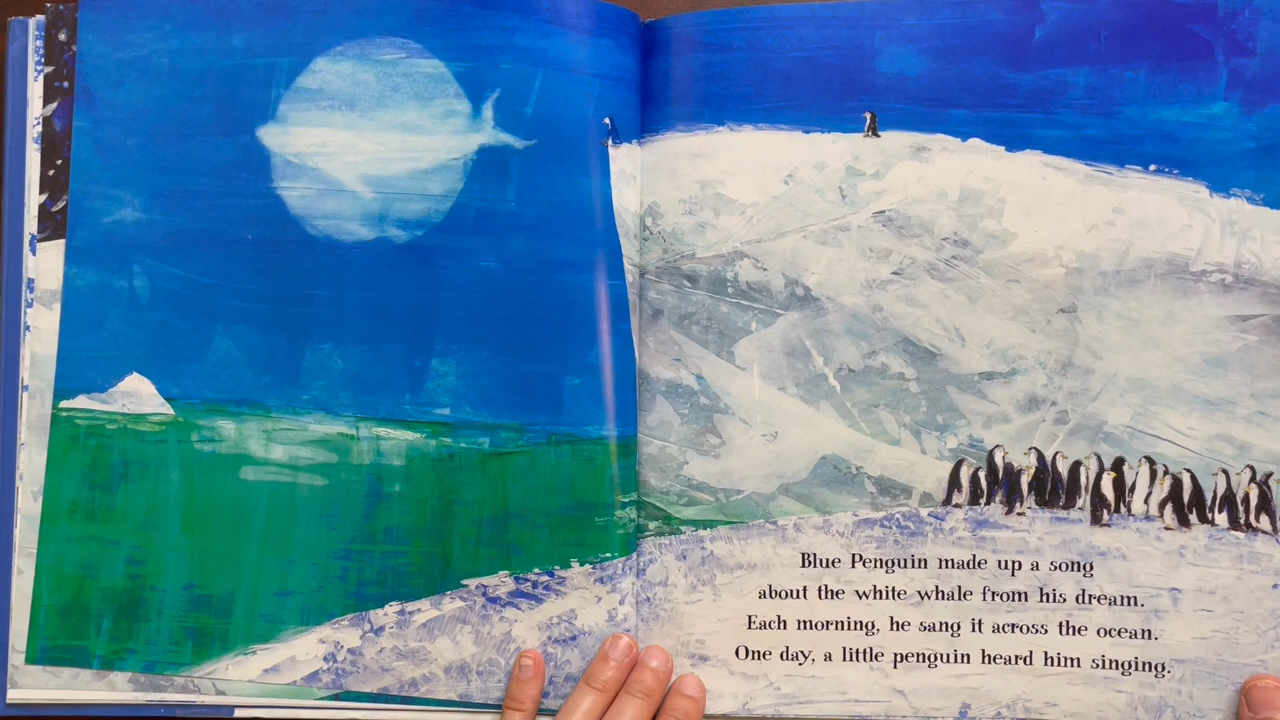 Blue Penguin made up a song
about the white whale from his dream.
Each morning, he sang it across the ocean.
One day, a little penguin heard him singing.